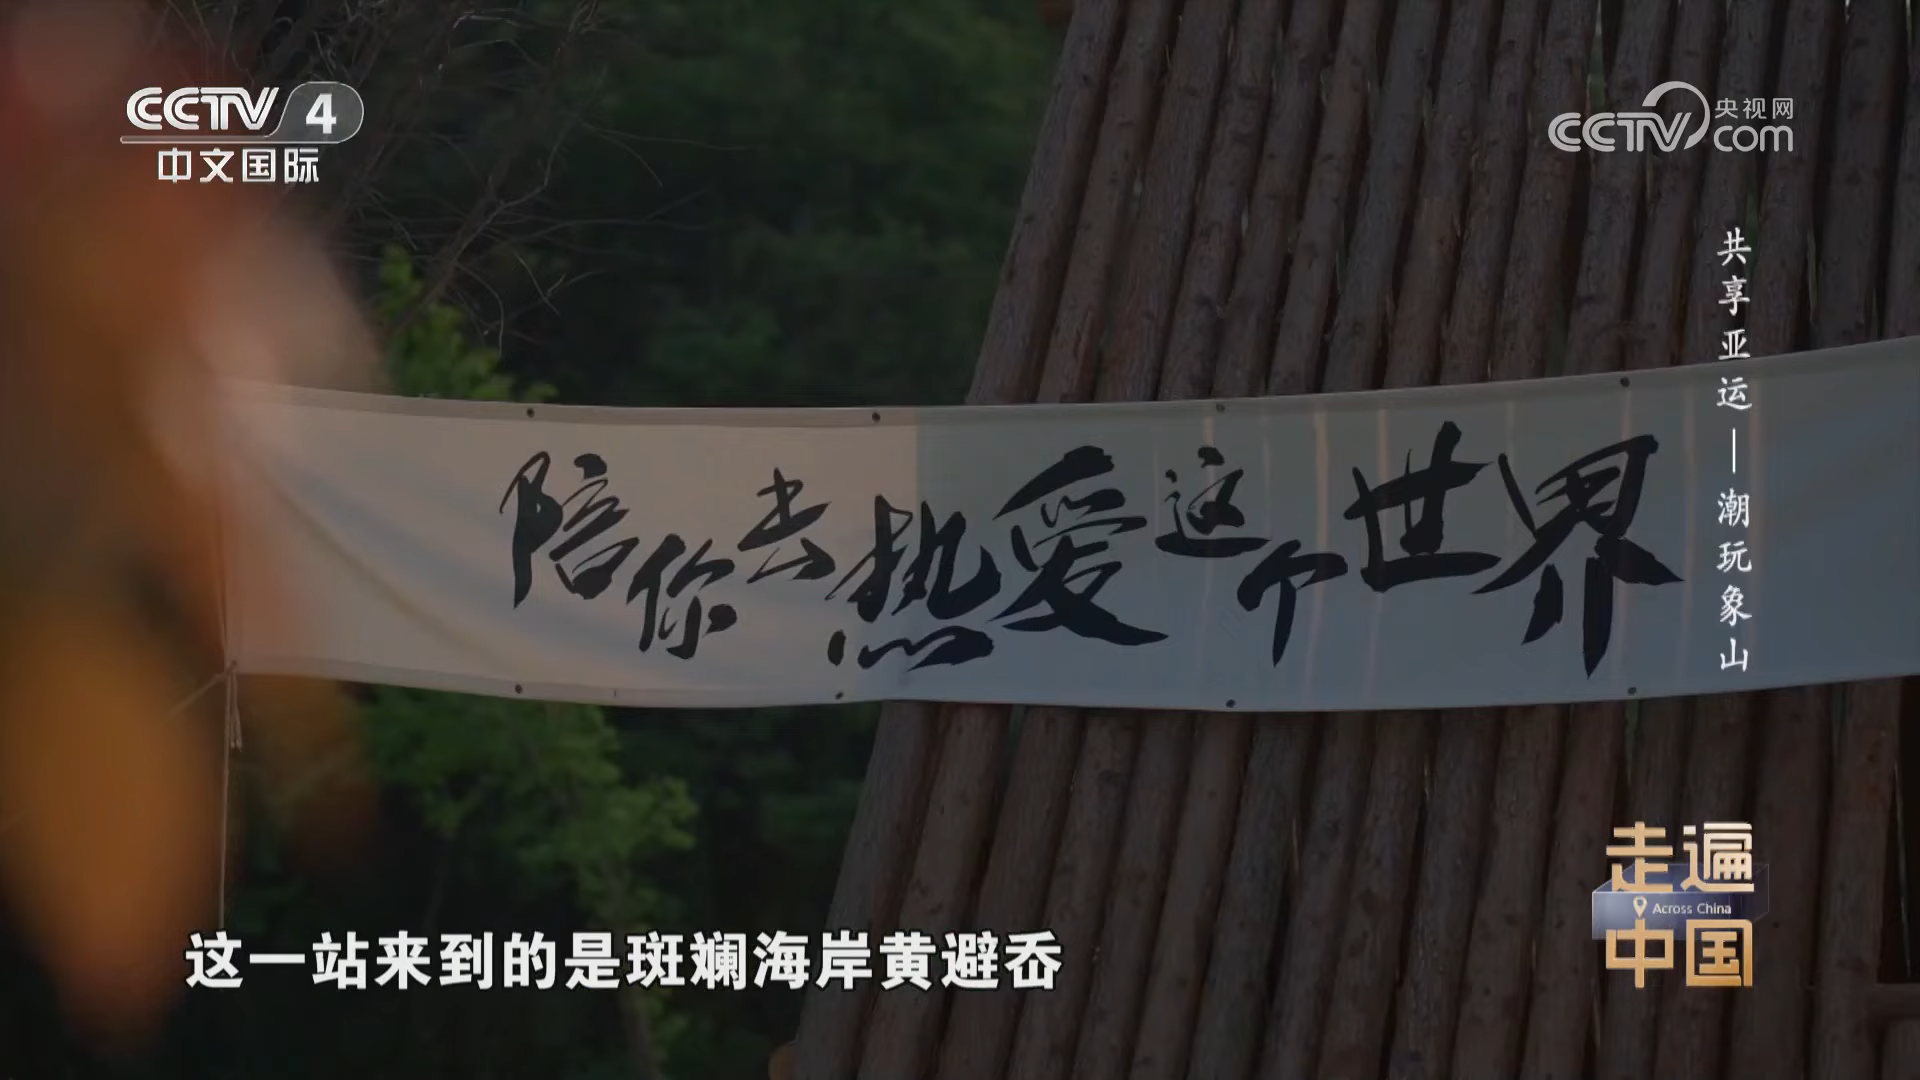 CCTV 4
中文国际
CCTV 央视网
com
共享亚运—潮玩象山
陪你去热爱这个世界
走遍
Across China
中国
这一站来到的是斑斓海岸黄避岙